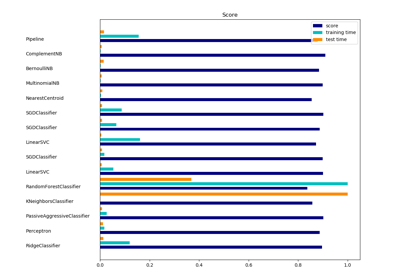 Score
score
training time
test time
Pipeline
ComplementNB
BernoulliNB
MultinomialNB
NearestCentroid
SGDClassifier
SGDClassifier
LinearSVC
SGDClassifier
LinearSVC
RandomForestClassifier
KNeighborsClassifier
PassiveAggressiveClassifier
Perceptron
RidgeClassifier
0.0 0.2 0.4 0.6 0.8 1.0